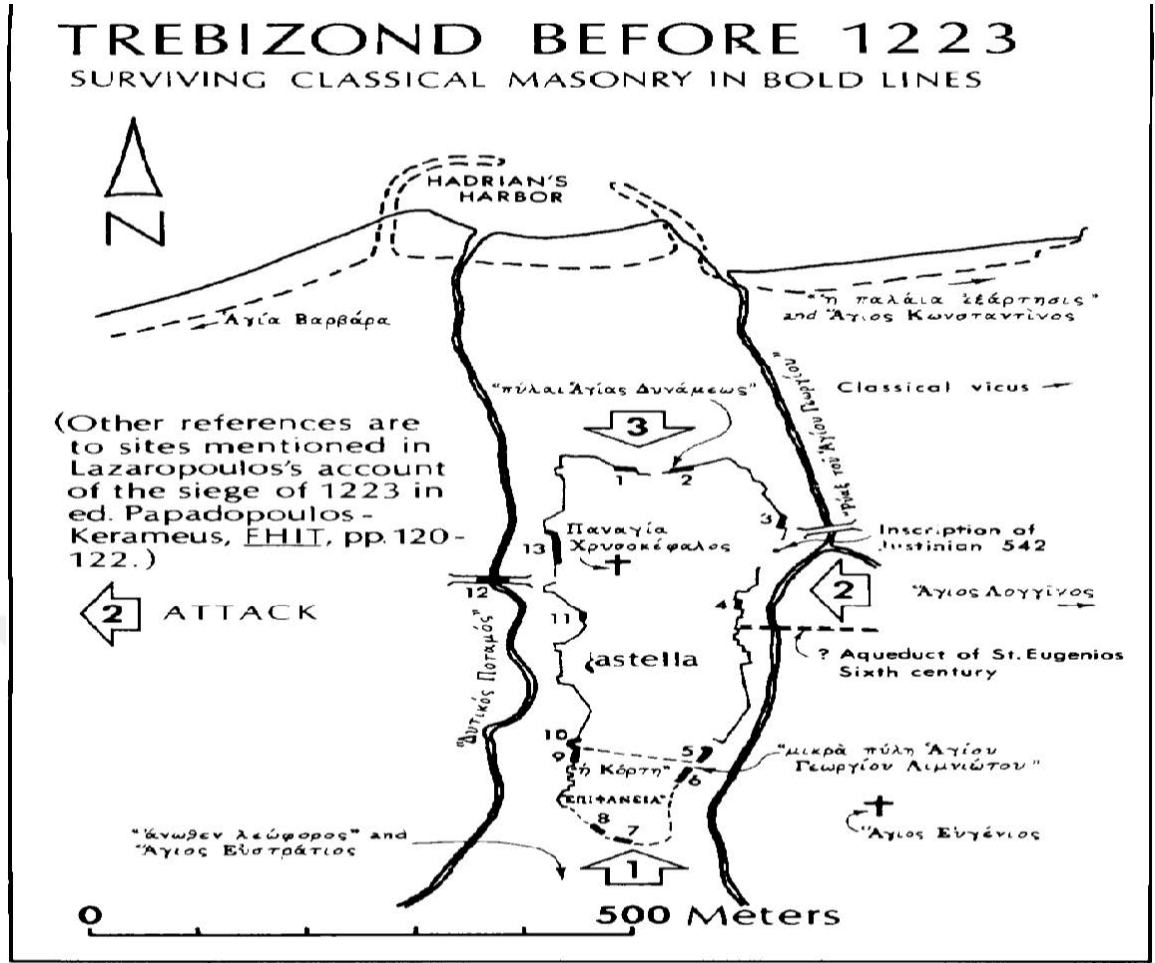 TREBIZOND BEFORE 1223
SURVIVING CLASSICAL MASONRY IN BOLD LINES
N
HADRIAN'S
HARBOR
Ἁγία Βαρβάρα
"ἡ παλάια ἐξάρτησις"
and Ἅγιος Κωνσταντῖνος
"πύλαι Ἁγίας Δυνάμεως"
"Ῥύαξ τοῦ Ἁγίου Γεωργίου"
Classical vicus
(Other references are
to sites mentioned in
Lazaropoulos's account
of the siege of 1223 in
ed. Papadopoulos-
Kerameus, FHIT, pp. 120-
122.)
3
1
2
3
Παναγία
Χρυσοκέφαλος
13
Inscription of
Justinian 542
2 ATTACK
12
11
4
2
Ἅγιος Λογγῖνος
"Δυτικός Ποταμός"
astella
? Aqueduct of St. Eugenios
Sixth century
10
9
5
6
"ἡ Κόρτη"
"μικρὰ πύλη Ἁγίου
Γεωργίου Λιμνιώτου"
ΕΠΙΦΑΝΕΙΑ"
8
7
Ἅγιος Εὐγένιος
"ἄνωθεν λεώφορος" and
Ἅγιος Εὐστράτιος
1
0
500 Meters